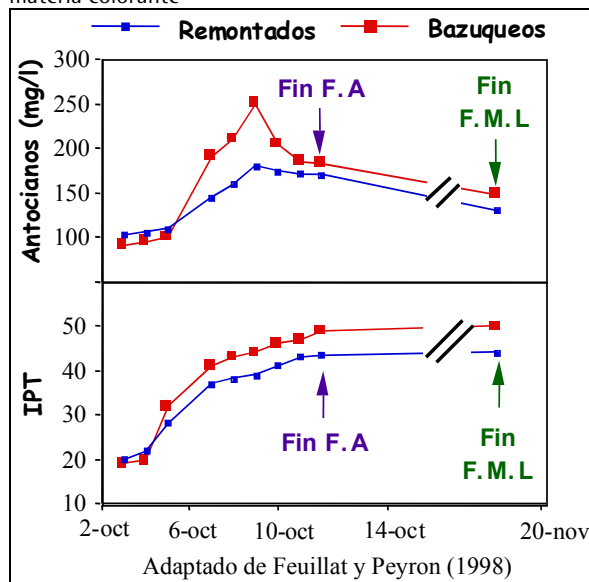 Remontados Bazuqueos
300
250
200
150
100
Antocianos (mg/l)
Fin F.A
Fin
F.M.L
50
40
30
20
10
IPT
Fin F.A
Fin
F.M.L
2-oct 6-oct 10-oct 14-oct 20-nov
Adaptado de Feuillat y Peyron (1998)